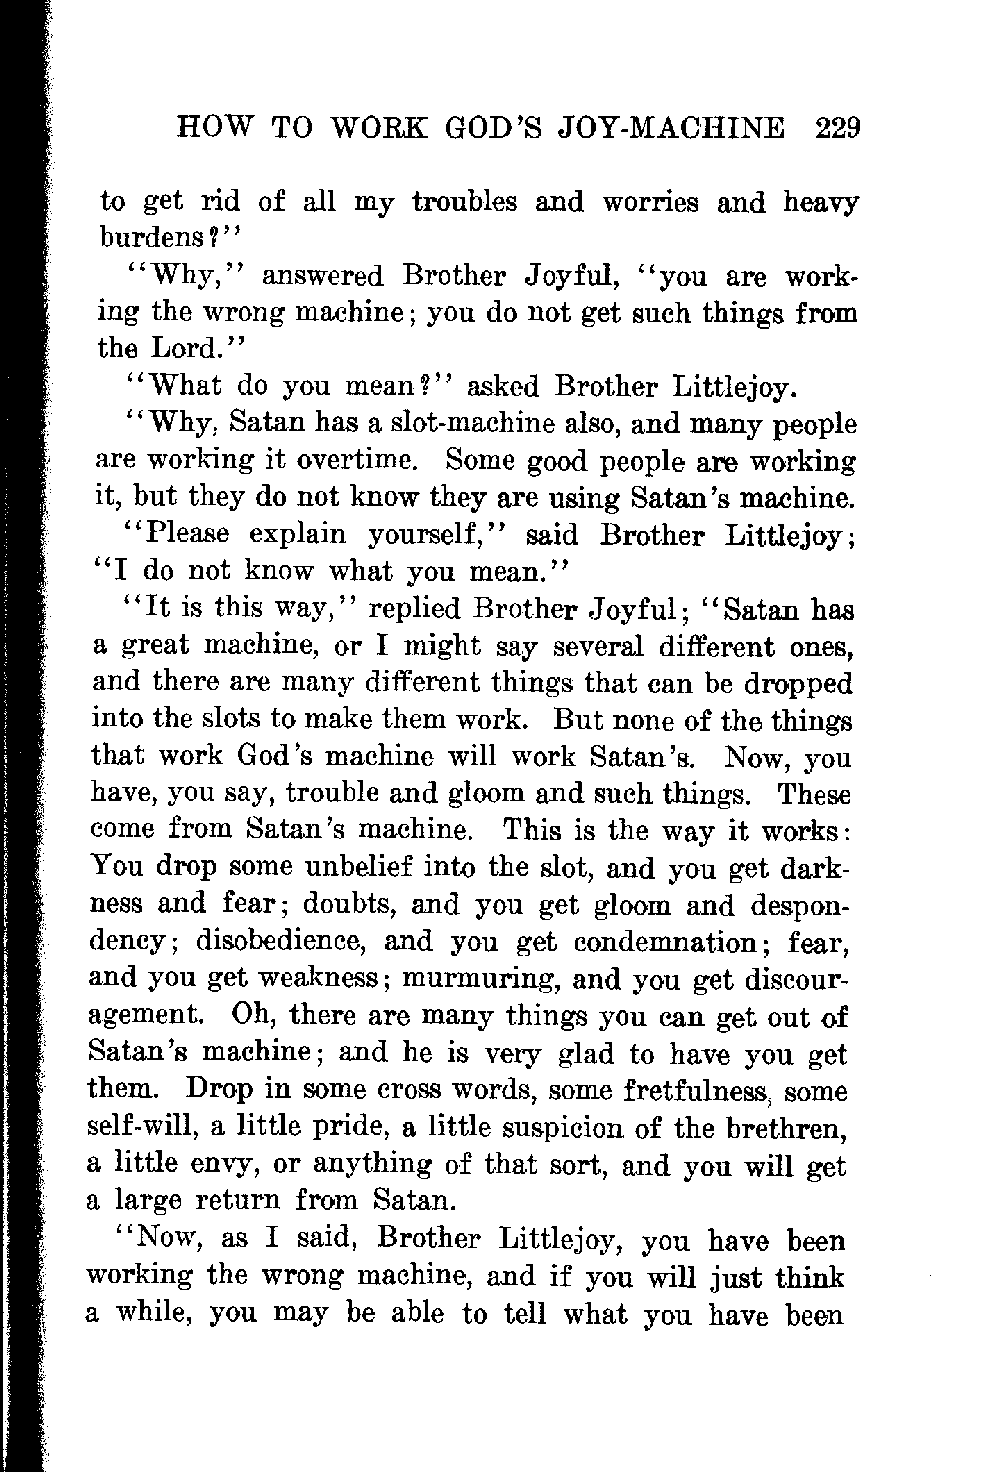 HOW TO WORK GOD'S JOY-MACHINE 229
to get rid of all my troubles and worries and heavy
burdens?"
"Why," answered Brother Joyful, "you are work-
ing the wrong machine; you do not get such things from
the Lord."
"What do you mean?" asked Brother Littlejoy.
"Why, Satan has a slot-machine also, and many people
are working it overtime. Some good people are working
it, but they do not know they are using Satan's machine.
"Please explain yourself," said Brother Littlejoy;
"I do not know what you mean."
"It is this way," replied Brother Joyful; "Satan has
a great machine, or I might say several different ones,
and there are many different things that can be dropped
into the slots to make them work. But none of the things
that work God's machine will work Satan's. Now, you
have, you say, trouble and gloom and such things. These
come from Satan's machine. This is the way it works:
You drop some unbelief into the slot, and you get dark-
ness and fear; doubts, and you get gloom and despon-
dency; disobedience, and you get condemnation; fear,
and you get weakness; murmuring, and you get discour-
agement. Oh, there are many things you can get out of
Satan's machine; and he is very glad to have you get
them. Drop in some cross words, some fretfulness, some
self-will, a little pride, a little suspicion of the brethren,
a little envy, or anything of that sort, and you will get
a large return from Satan.
"Now, as I said, Brother Littlejoy, you have been
working the wrong machine, and if you will just think
a while, you may be able to tell what you have been